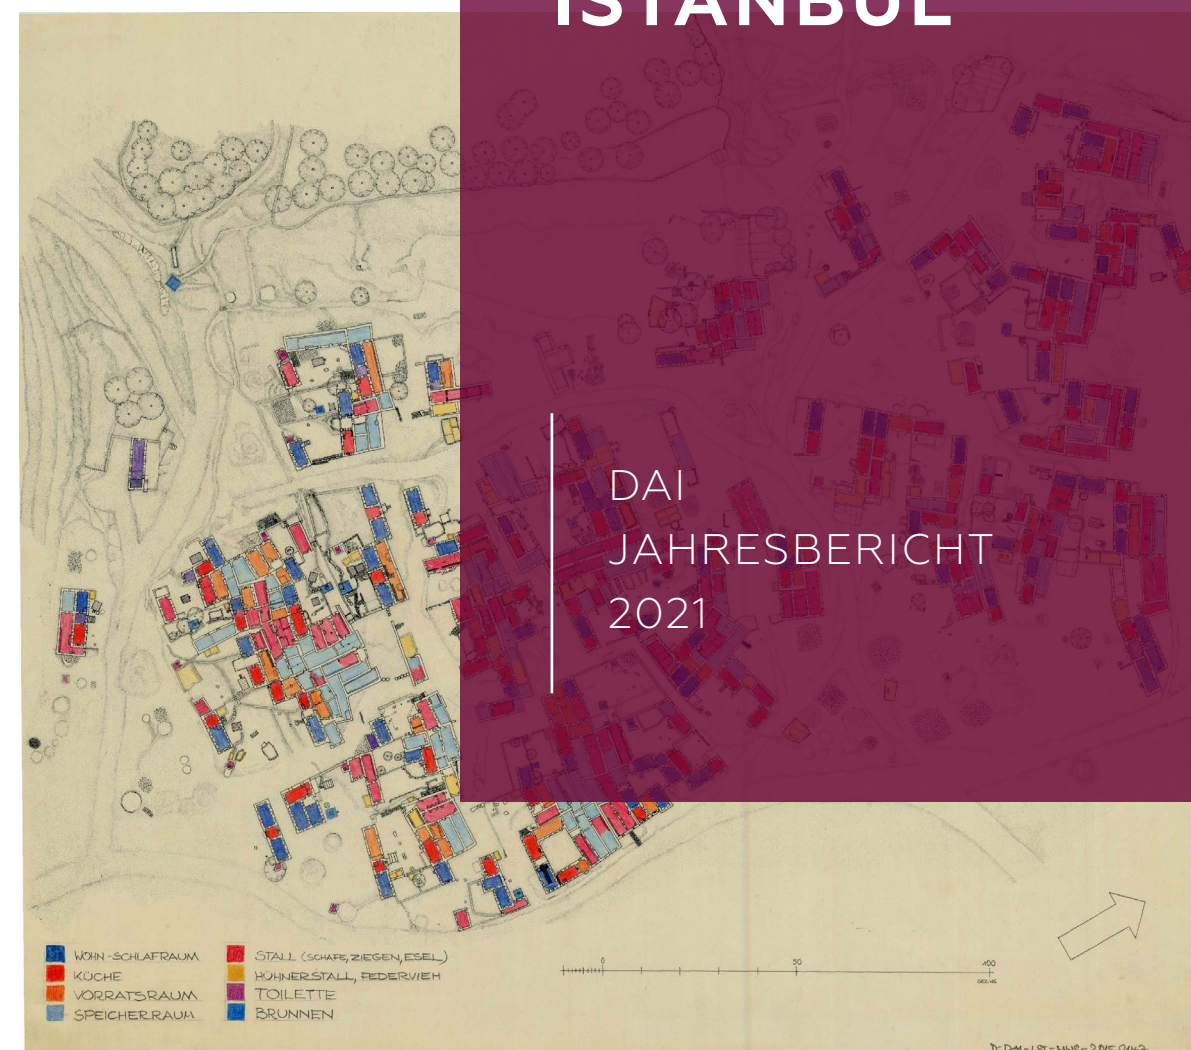 ISTANBUL
DAI
JAHRESBERICHT
2021
WOHN-SCHLAFRAUM
KÜCHE
VORRATSRAUM
SPEICHERRAUM
STALL (SCHAFE, ZIEGEN, ESEL)
HÜHNERSTALL, FEDERVIEH
TOILETTE
BRUNNEN
0
50
100